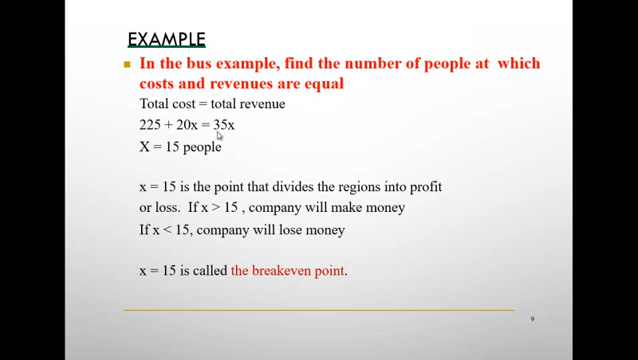 EXAMPLE
In the bus example, find the number of people at which
costs and revenues are equal
Total cost = total revenue
225 + 20x = 35x
X = 15 people
x = 15 is the point that divides the regions into profit
or loss. If x > 15 , company will make money
If x < 15, company will lose money
x = 15 is called the breakeven point.
9